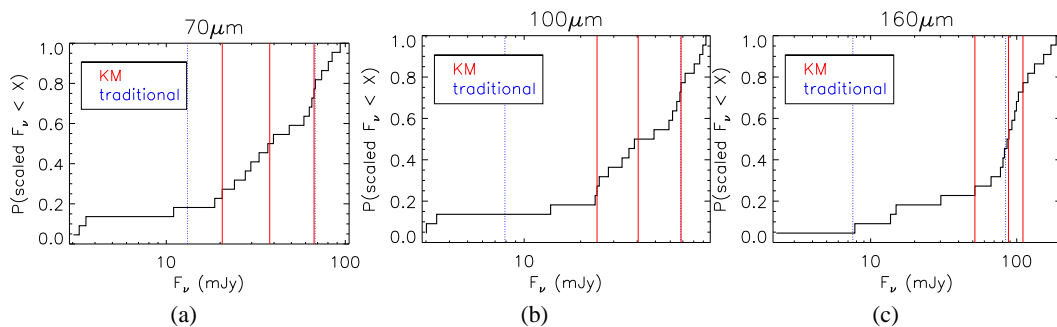 70μm
P(scaled Fν < X)
1.0
0.8
0.6
0.4
0.2
0.0
KM
traditional
10
100
Fν (mJy)
(a)
100μm
P(scaled Fν < X)
1.0
0.8
0.6
0.4
0.2
0.0
KM
traditional
10
Fν (mJy)
(b)
160μm
P(scaled Fν < X)
1.0
0.8
0.6
0.4
0.2
0.0
KM
traditional
10
100
Fν (mJy)
(c)